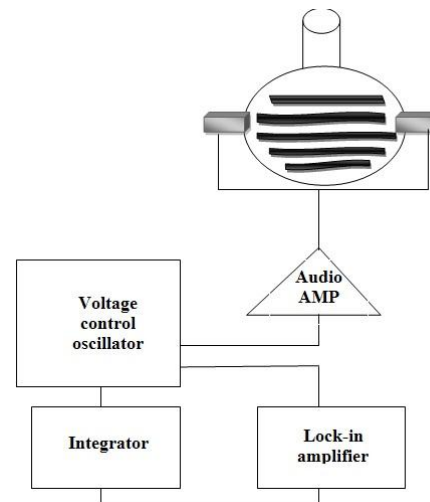 Audio
AMP
Voltage
control
oscillator
Integrator
Lock-in
amplifier